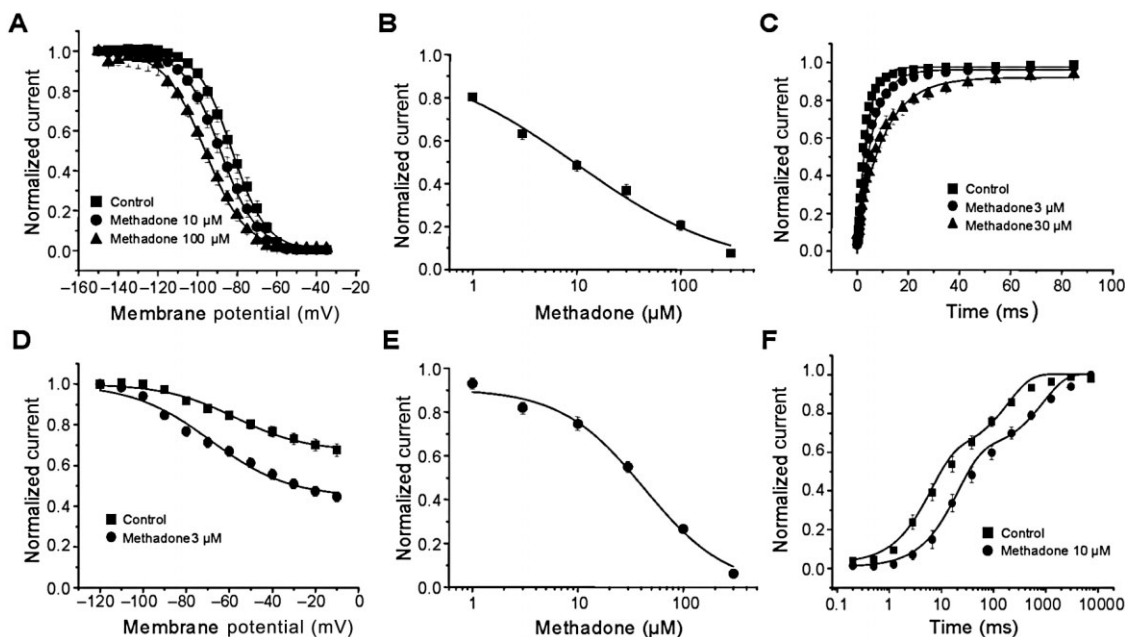 A
Normalized current
1.0
0.8
0.6
0.4
0.2
0.0
Control
Methadone 10 µM
Methadone 100 µM
−160 −140 −120 −100 −80 −60 −40 −20
Membrane potential (mV)
B
Normalized current
1.0
0.8
0.6
0.4
0.2
0.0
1 10 100
Methadone (µM)
C
Normalized current
1.0
0.8
0.6
0.4
0.2
0.0
Control
Methadone 3 µM
Methadone 30 µM
0 20 40 60 80 100
Time (ms)
D
Normalized current
1.0
0.8
0.6
0.4
0.2
0.0
Control
Methadone 3 µM
−120 −100 −80 −60 −40 −20 0
Membrane potential (mV)
E
Normalized current
1.0
0.8
0.6
0.4
0.2
0.0
1 10 100
Methadone (µM)
F
Normalized current
1.0
0.8
0.6
0.4
0.2
0.0
Control
Methadone 10 µM
0.1 1 10 100 1000 10000
Time (ms)